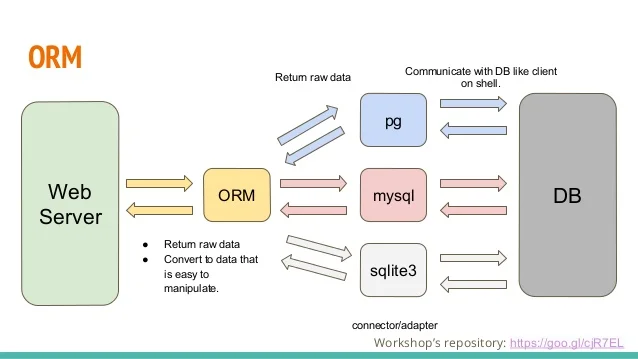 ORM
Return raw data
Communicate with DB like client
on shell.
pg
Web
Server
ORM
mysql
DB
● Return raw data
● Convert to data that
is easy to
manipulate.
sqlite3
connector/adapter
Workshop's repository: https://goo.gl/cjR7EL